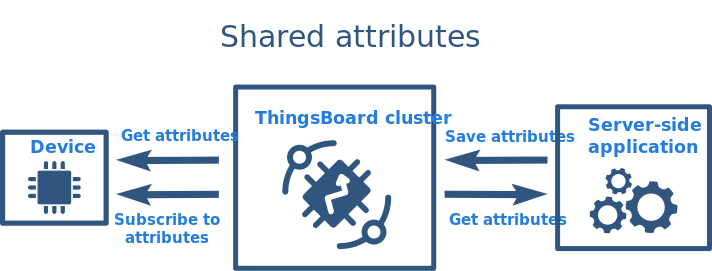 Shared attributes
Device
Get attributes
Subscribe to
attributes
ThingsBoard cluster
Save attributes
Get attributes
Server-side
application